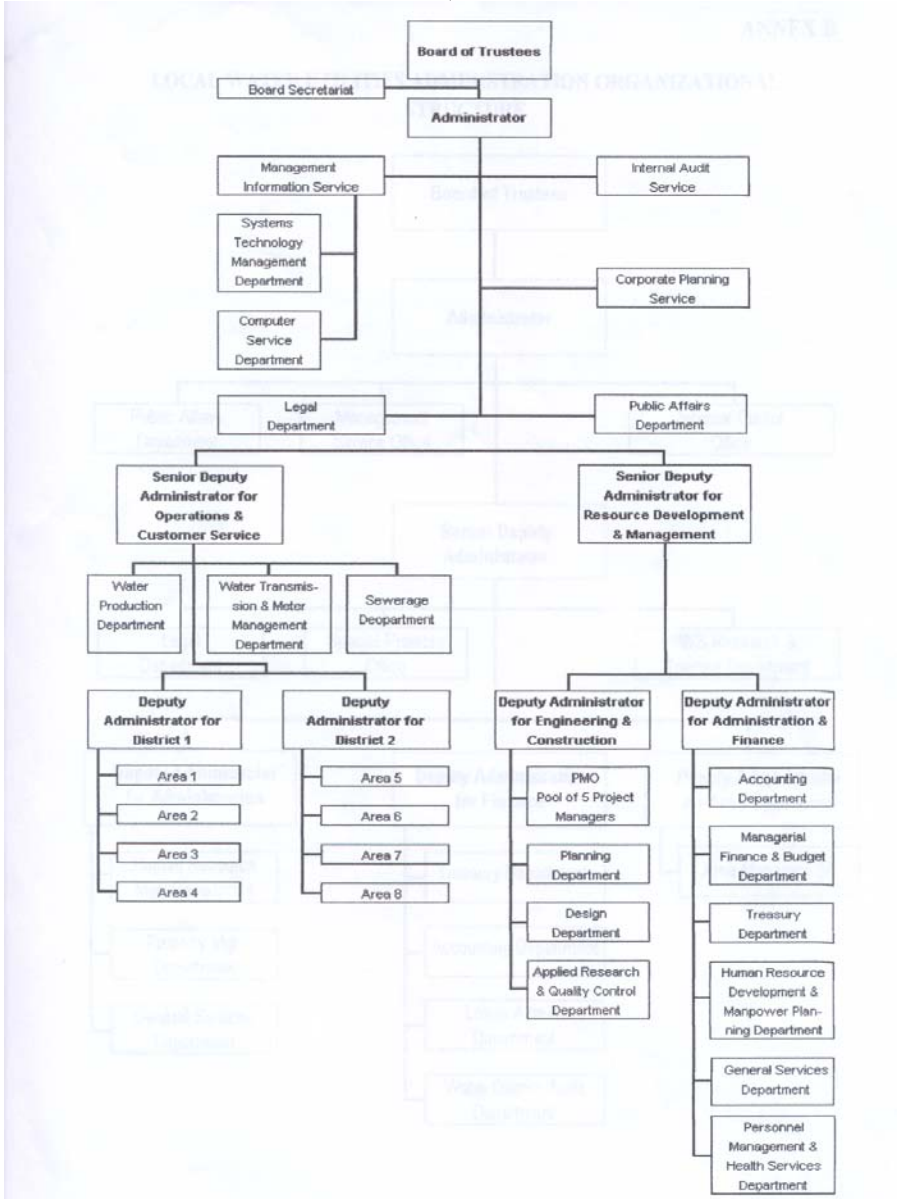 Board of Trustees
Board Secretariat
Administrator
Management
Information Service
Internal Audit
Service
Systems
Technology
Management
Department
Corporate Planning
Service
Computer
Service
Department
Legal
Department
Public Affairs
Department
Senior Deputy
Administrator for
Operations &
Customer Service
Senior Deputy
Administrator for
Resource Development
& Management
Water
Production
Department
Water Transmis-
sion & Meter
Management
Department
Sewerage
Deopartment
Deputy
Administrator for
District 1
Area 1
Area 2
Area 3
Area 4
Deputy
Administrator for
District 2
Area 5
Area 6
Area 7
Area 8
Deputy Administrator
for Engineering &
Construction
PMO
Pool of 5 Project
Managers
Planning
Department
Design
Department
Applied Research
& Quality Control
Department
Deputy Administrator
for Administration &
Finance
Accounting
Department
Managerial
Finance & Budget
Department
Treasury
Department
Human Resource
Development &
Manpower Plan-
ning Department
General Services
Department
Personnel
Management &
Health Services
Department